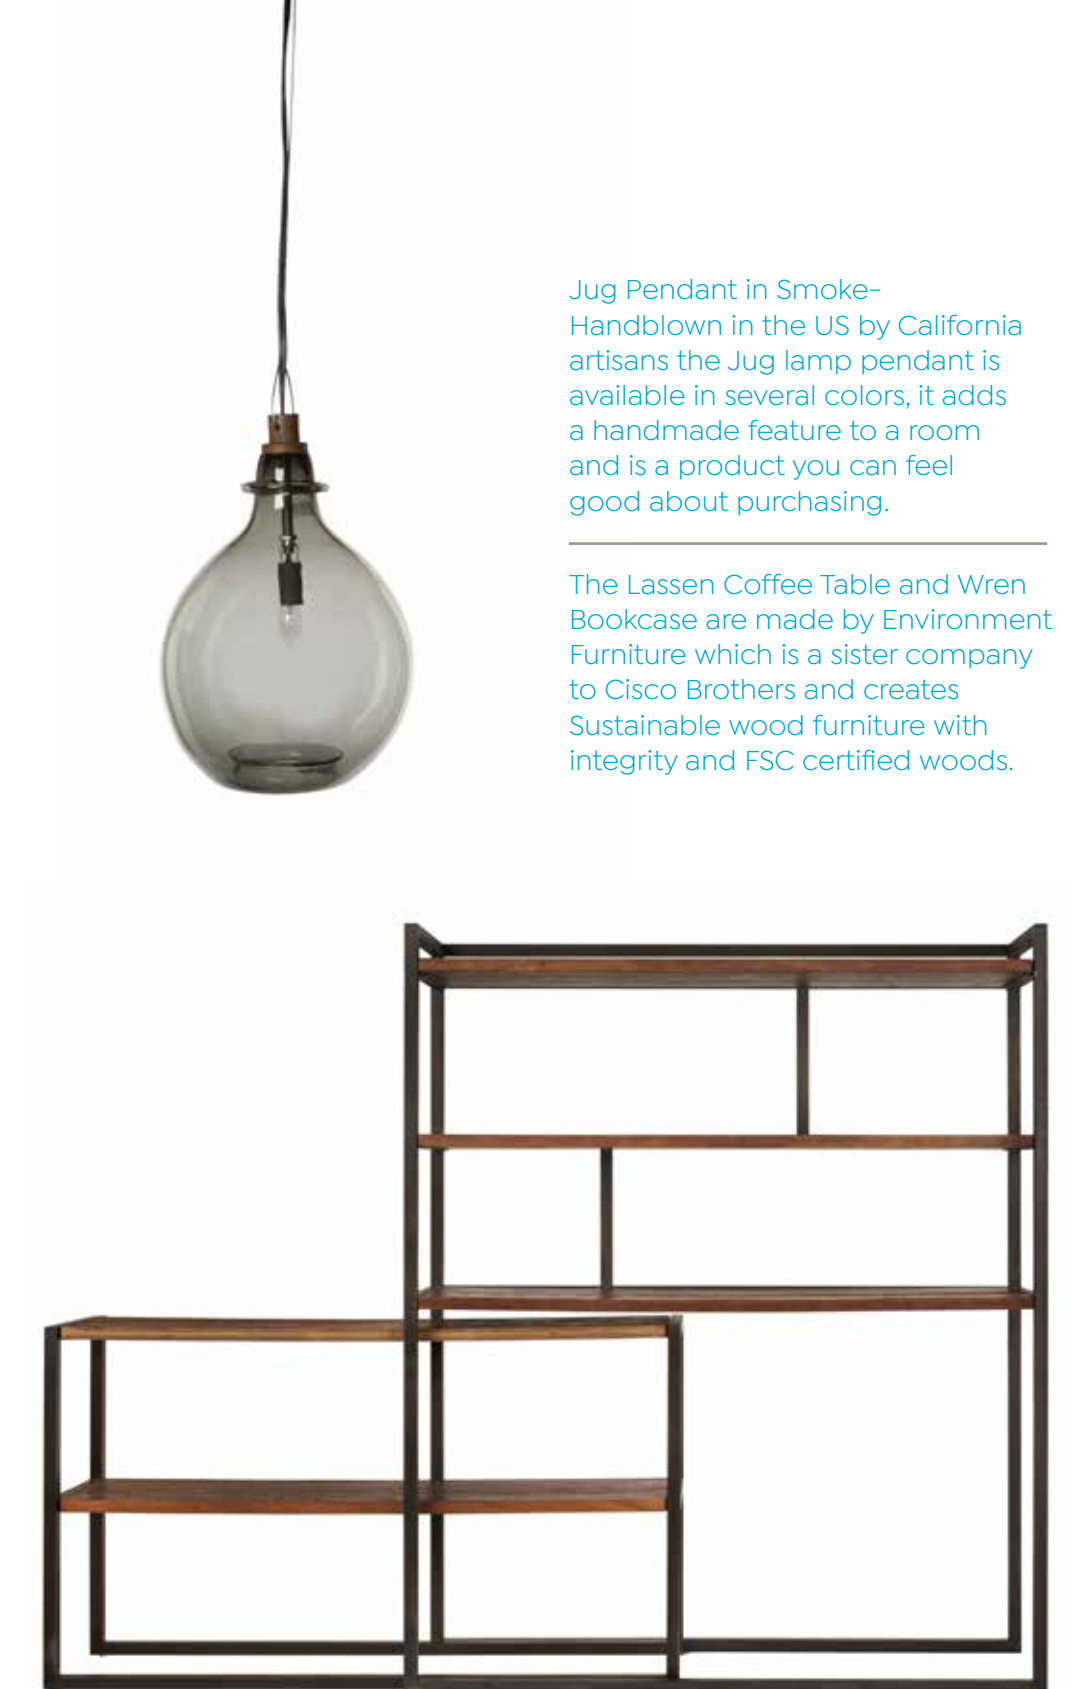 Jug Pendant in Smoke-
Handblown in the US by California
artisans the Jug lamp pendant is
available in several colors, it adds
a handmade feature to a room
and is a product you can feel
good about purchasing.
The Lassen Coffee Table and Wren
Bookcase are made by Environment
Furniture which is a sister company
to Cisco Brothers and creates
Sustainable wood furniture with
integrity and FSC certified woods.